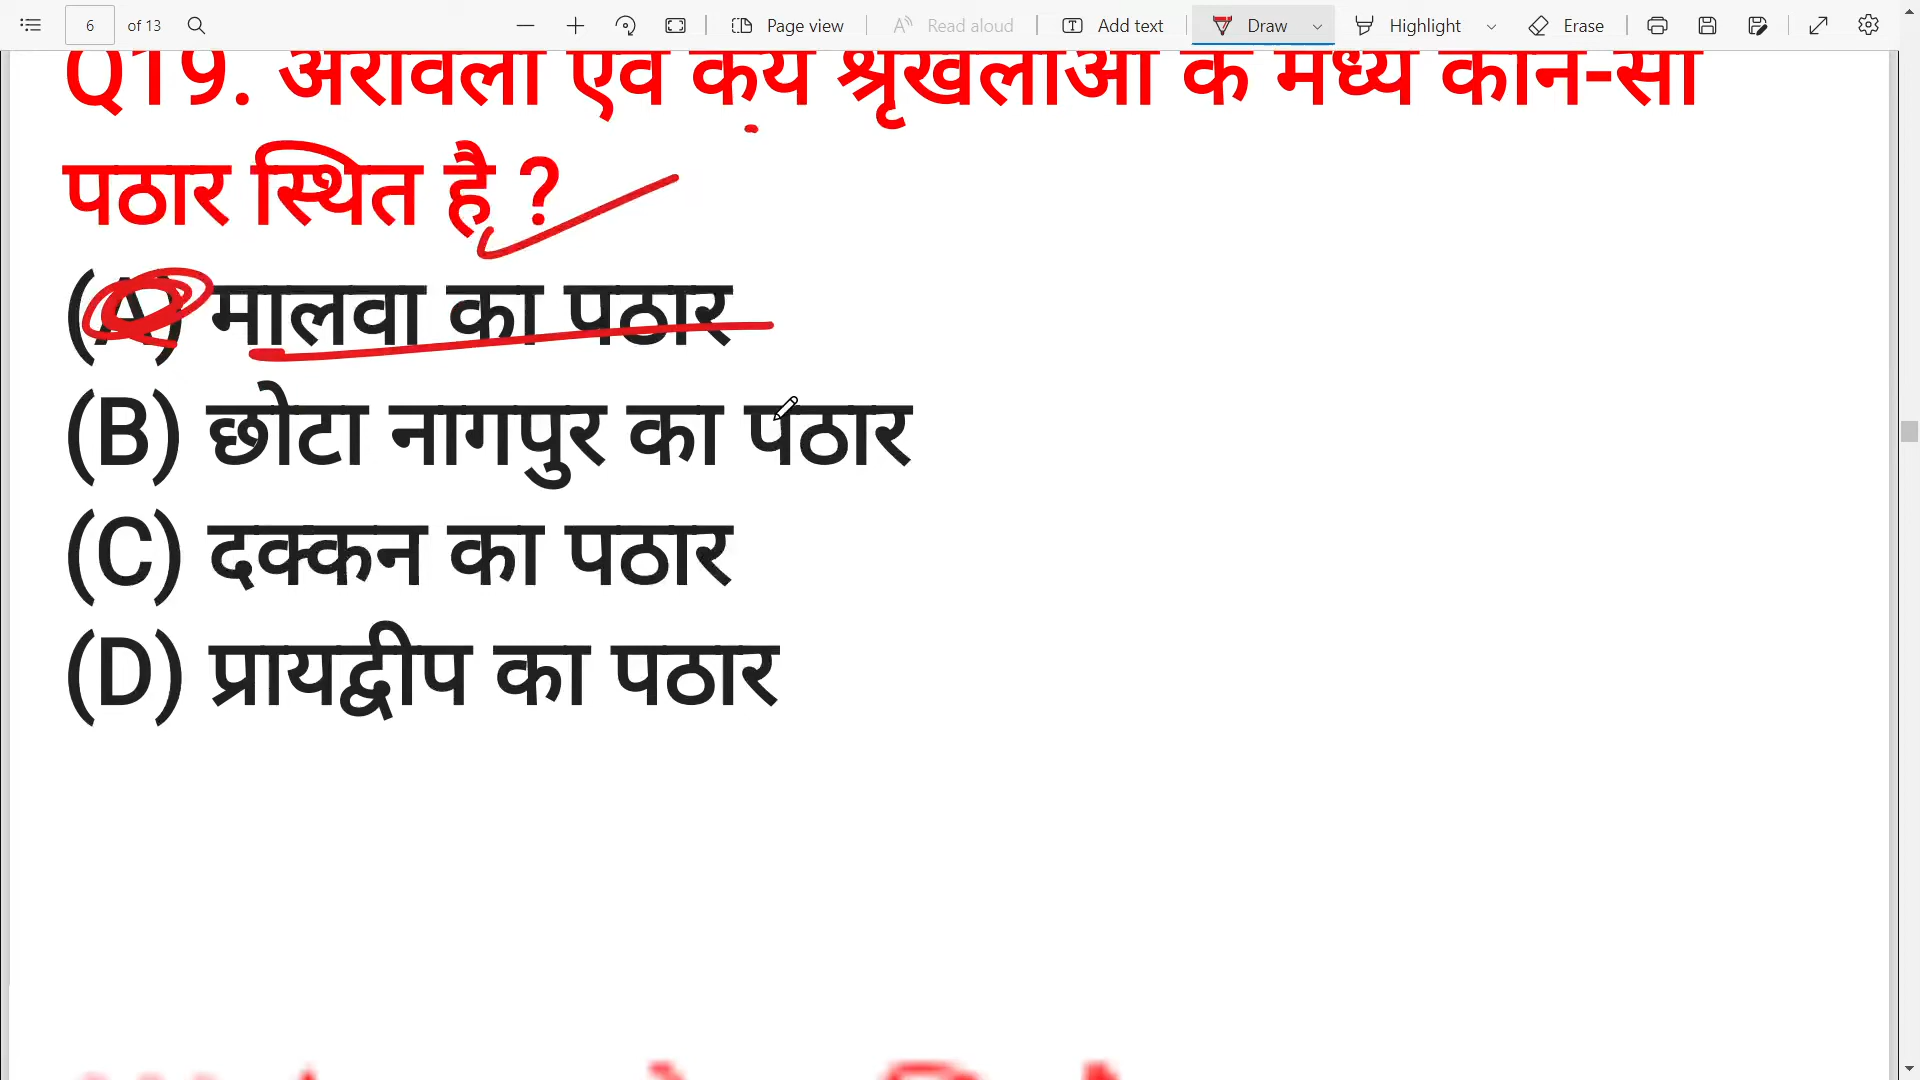 6 of 13 Page view Read aloud Add text Draw Highlight Erase
Q19. अरावली एवं कैमूर श्रृंखलाओं के मध्य कौन-सा
पठार स्थित है ?
(A) मालवा का पठार
(B) छोटा नागपुर का पठार
(C) दक्कन का पठार
(D) प्रायद्वीप का पठार